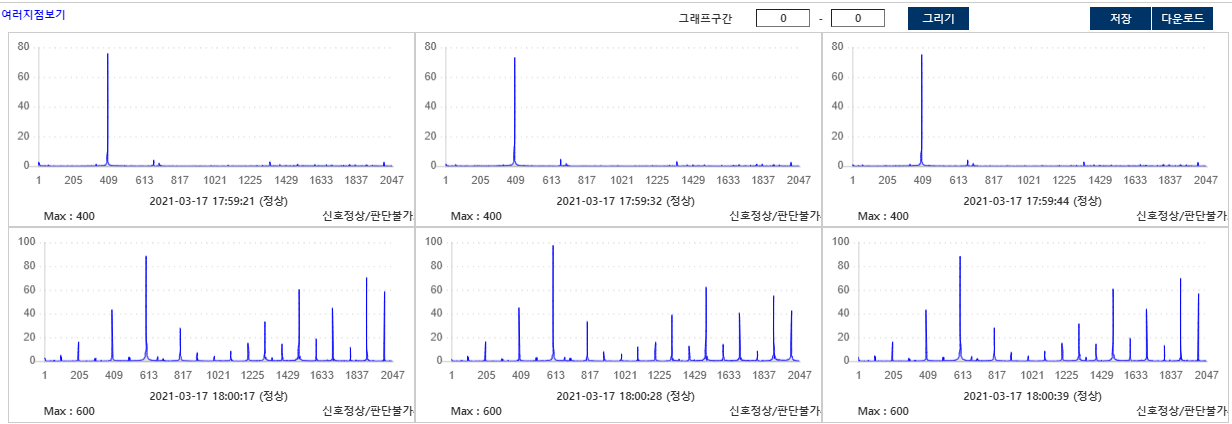 여러지점보기
그래프구간 0 - 0 그리기 저장 다운로드
80 60 40 20 0
1 205 409 613 817 1021 1225 1429 1633 1837 2047
2021-03-17 17:59:21 (정상)
Max : 400 신호정상/판단불가
80 60 40 20 0
1 205 409 613 817 1021 1225 1429 1633 1837 2047
2021-03-17 17:59:32 (정상)
Max : 400 신호정상/판단불가
80 60 40 20 0
1 205 409 613 817 1021 1225 1429 1633 1837 2047
2021-03-17 17:59:44 (정상)
Max : 400 신호정상/판단불가
100 80 60 40 20 0
1 205 409 613 817 1021 1225 1429 1633 1837 2047
2021-03-17 18:00:17 (정상)
Max : 600 신호정상/판단불가
100 80 60 40 20 0
1 205 409 613 817 1021 1225 1429 1633 1837 2047
2021-03-17 18:00:28 (정상)
Max : 600 신호정상/판단불가
100 80 60 40 20 0
1 205 409 613 817 1021 1225 1429 1633 1837 2047
2021-03-17 18:00:39 (정상)
Max : 600 신호정상/판단불가